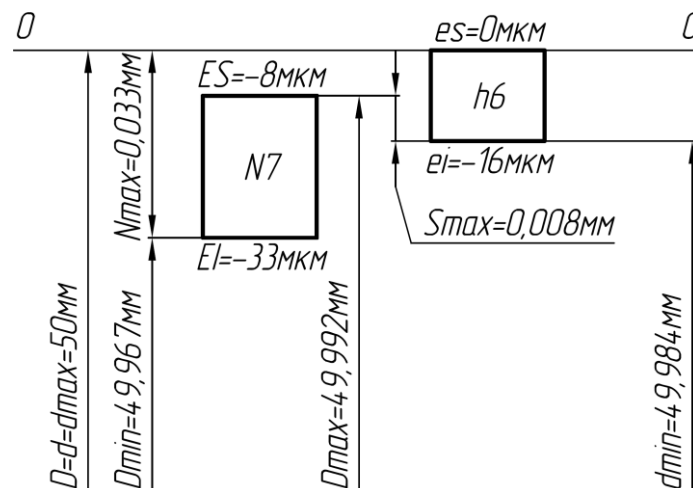 0
es=0мкм
0
ES=-8мкм
h6
Nmax=0,033мм
N7
ei=-16мкм
Smax=0,008мм
EI=-33мкм
D=d=dmax=50мм
Dmin=49,967мм
Dmax=49,992мм
dmin=49,984мм